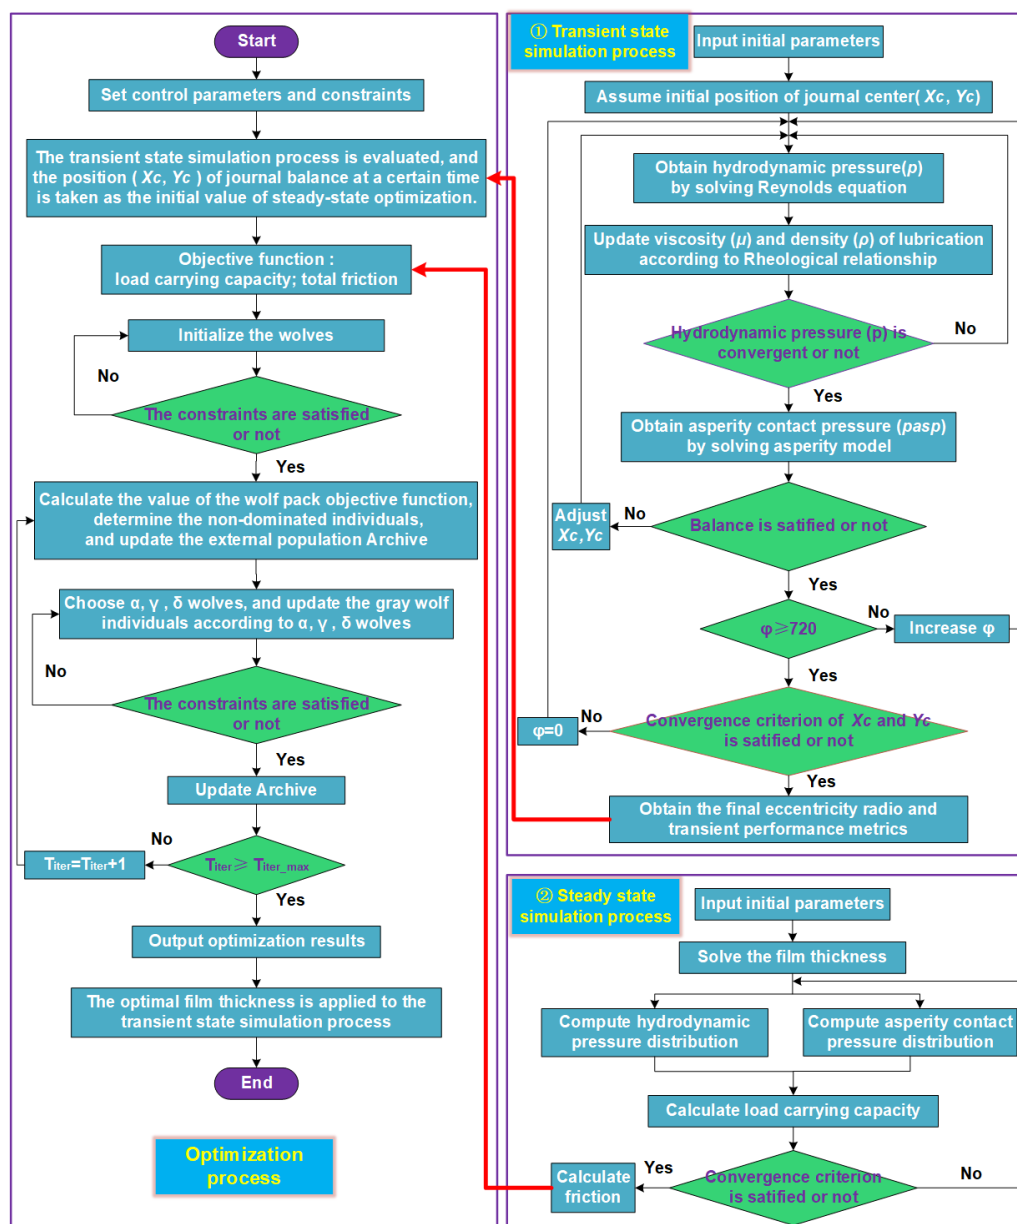 Start
Set control parameters and constraints
The transient state simulation process is evaluated, and
the position ( Xc, Yc ) of journal balance at a certain time
is taken as the initial value of steady-state optimization.
Objective function :
load carrying capacity; total friction
Initialize the wolves
No
The constraints are satisfied
or not
Yes
Calculate the value of the wolf pack objective function,
determine the non-dominated individuals,
and update the external population Archive
Choose α, γ , δ wolves, and update the gray wolf
individuals according to α, γ , δ wolves
No
The constraints are satisfied
or not
Yes
Update Archive
No
Titer=Titer+1
Titer⩾ Titer_max
Yes
Output optimization results
The optimal film thickness is applied to the
transient state simulation process
End
Optimization
process
① Transient state
simulation process
Input initial parameters
Assume initial position of journal center( Xc, Yc)
Obtain hydrodynamic pressure(p)
by solving Reynolds equation
Update viscosity (μ) and density (ρ) of lubrication
according to Rheological relationship
Hydrodynamic pressure (p) is
convergent or not
No
Yes
Obtain asperity contact pressure (pasp)
by solving asperity model
Adjust
Xc,Yc
No
Balance is satified or not
Yes
φ⩾720
No
Increase φ
Yes
φ=0
No
Convergence criterion of Xc and Yc
is satified or not
Yes
Obtain the final eccentricity radio and
transient performance metrics
② Steady state
simulation process
Input initial parameters
Solve the film thickness
Compute hydrodynamic
pressure distribution
Compute asperity contact
pressure distribution
Calculate load carrying capacity
Calculate
friction
Yes
Convergence criterion
is satified or not
No